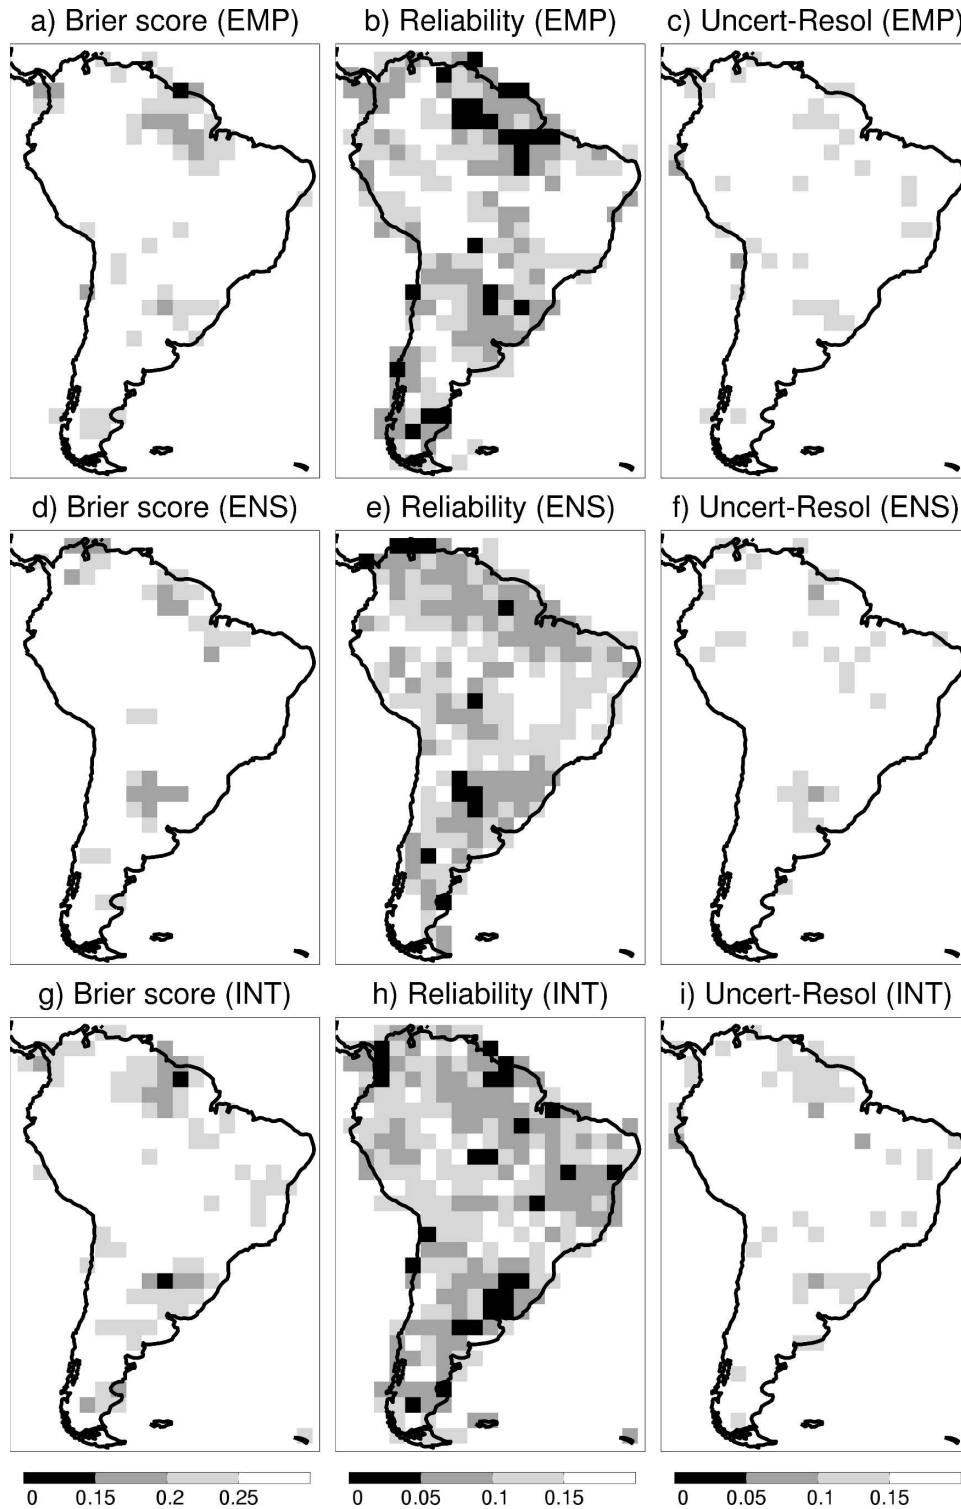 a) Brier score (EMP) b) Reliability (EMP) c) Uncert-Resol (EMP)
d) Brier score (ENS) e) Reliability (ENS) f) Uncert-Resol (ENS)
g) Brier score (INT) h) Reliability (INT) i) Uncert-Resol (INT)
0 0.15 0.2 0.25 0 0.05 0.1 0.15 0 0.05 0.1 0.15